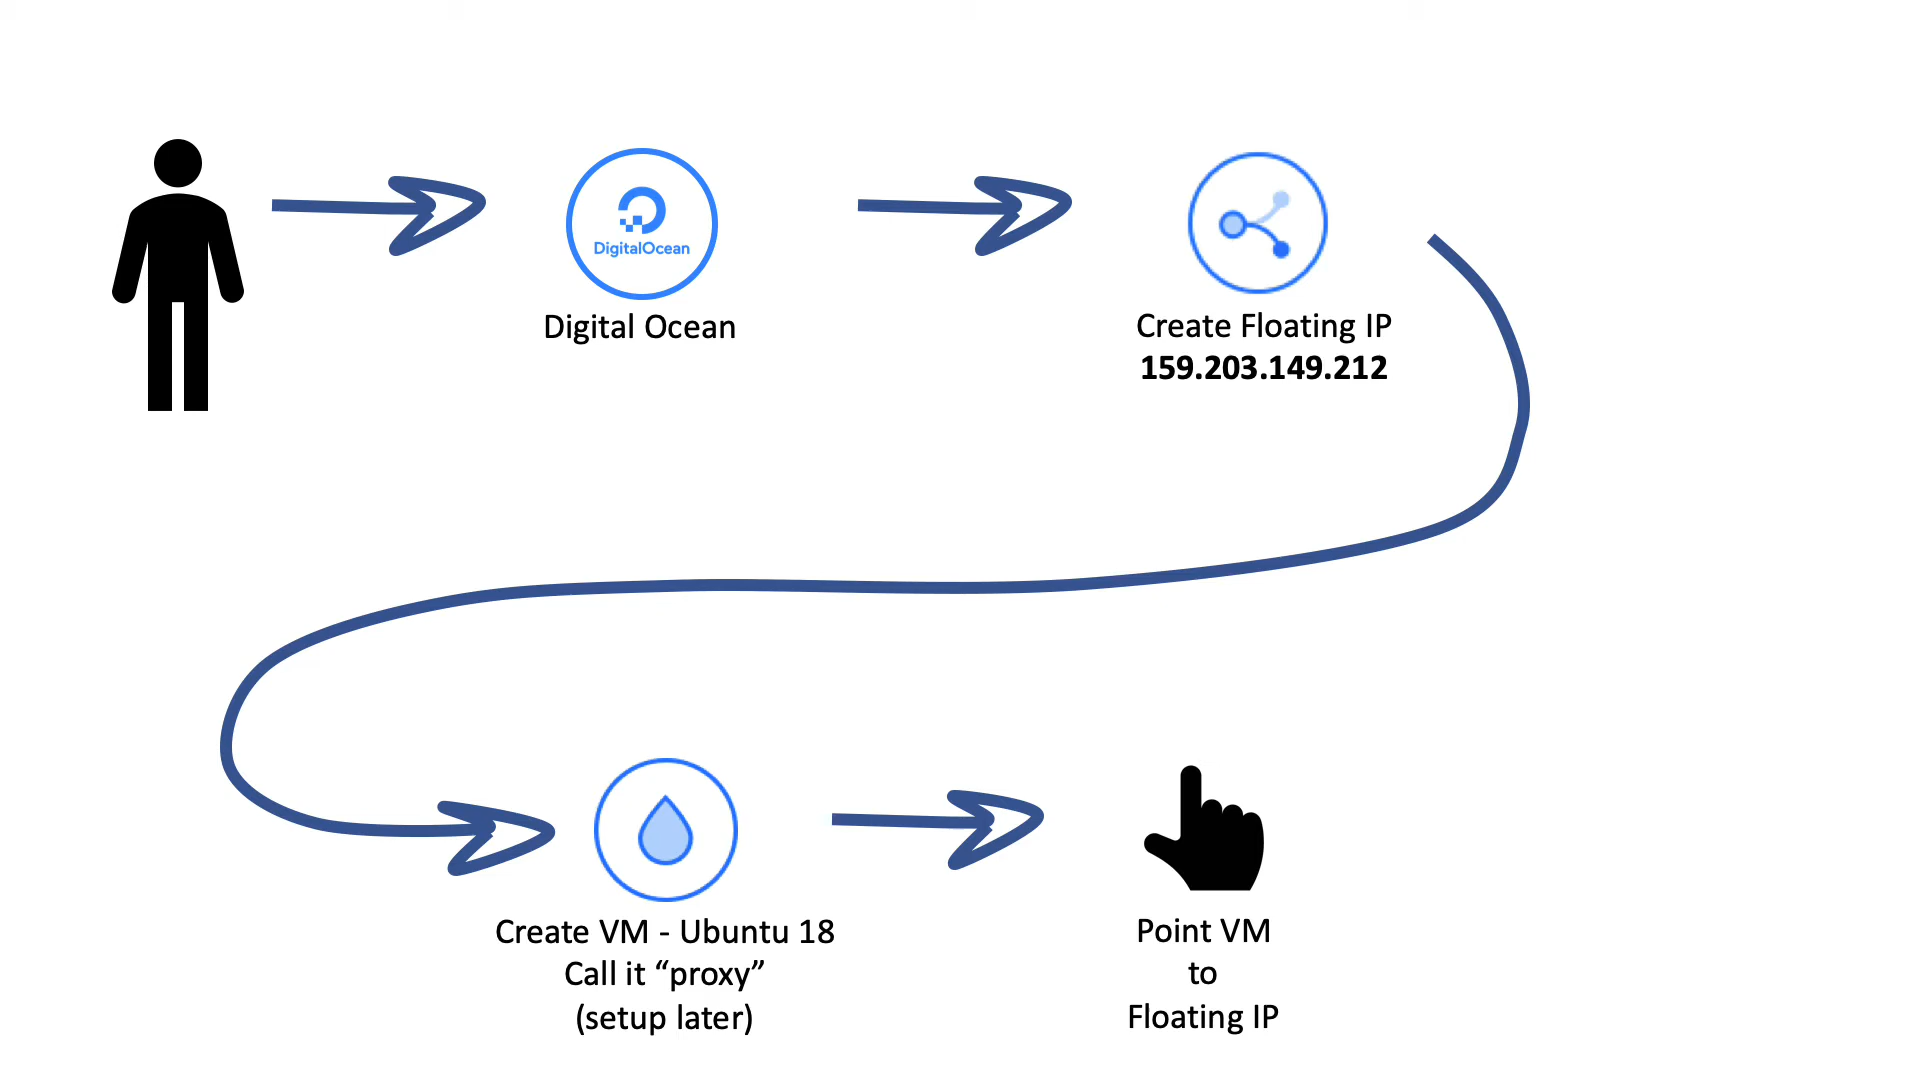 DigitalOcean
Digital Ocean
Create Floating IP
159.203.149.212
Create VM - Ubuntu 18
Call it “proxy”
(setup later)
Point VM
to
Floating IP